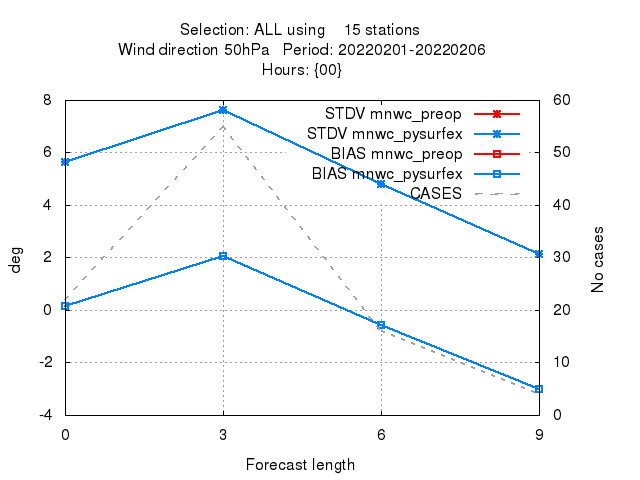 Selection: ALL using 15 stations
Wind direction 50hPa Period: 20220201-20220206
Hours: {00}
8
6
4
2
0
-2
-4
deg
60
50
40
30
20
10
0
No cases
STDV mnwc_preop
STDV mnwc_pysurfex
BIAS mnwc_preop
BIAS mnwc_pysurfex
CASES
0
3
6
9
Forecast length